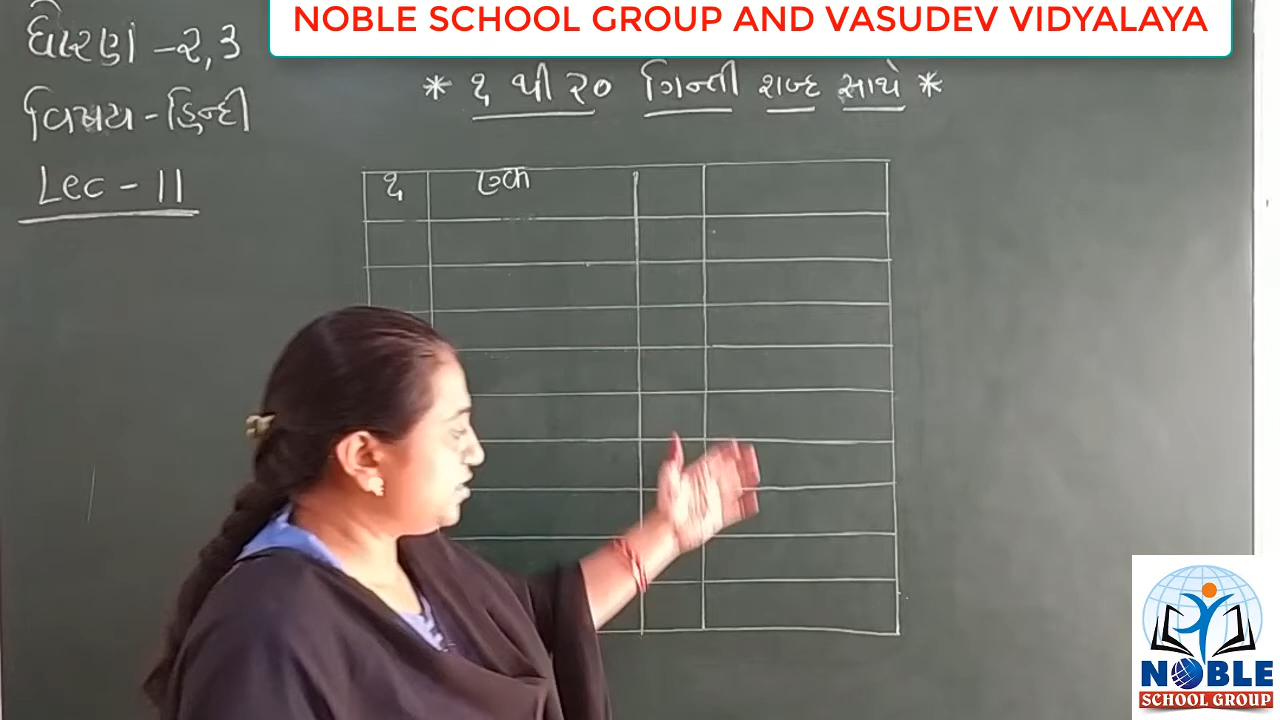 NOBLE SCHOOL GROUP AND VASUDEV VIDYALAYA
ધોરણ - ૨, ૩
વિષય - હિન્દી
Lec - 11
* ૧ થી ૨૦ ગિન્તી શબ્દ સાથે *
१ एक
NOBLE
SCHOOL GROUP